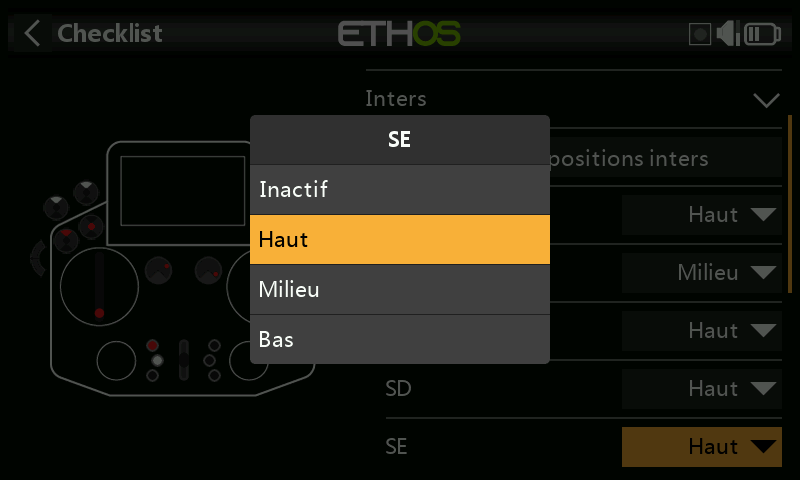 Checklist
ETHOS
Inters
positions inters
SE
Inactif
Haut
Milieu
Bas
Haut
Milieu
Haut
SD Haut
SE Haut